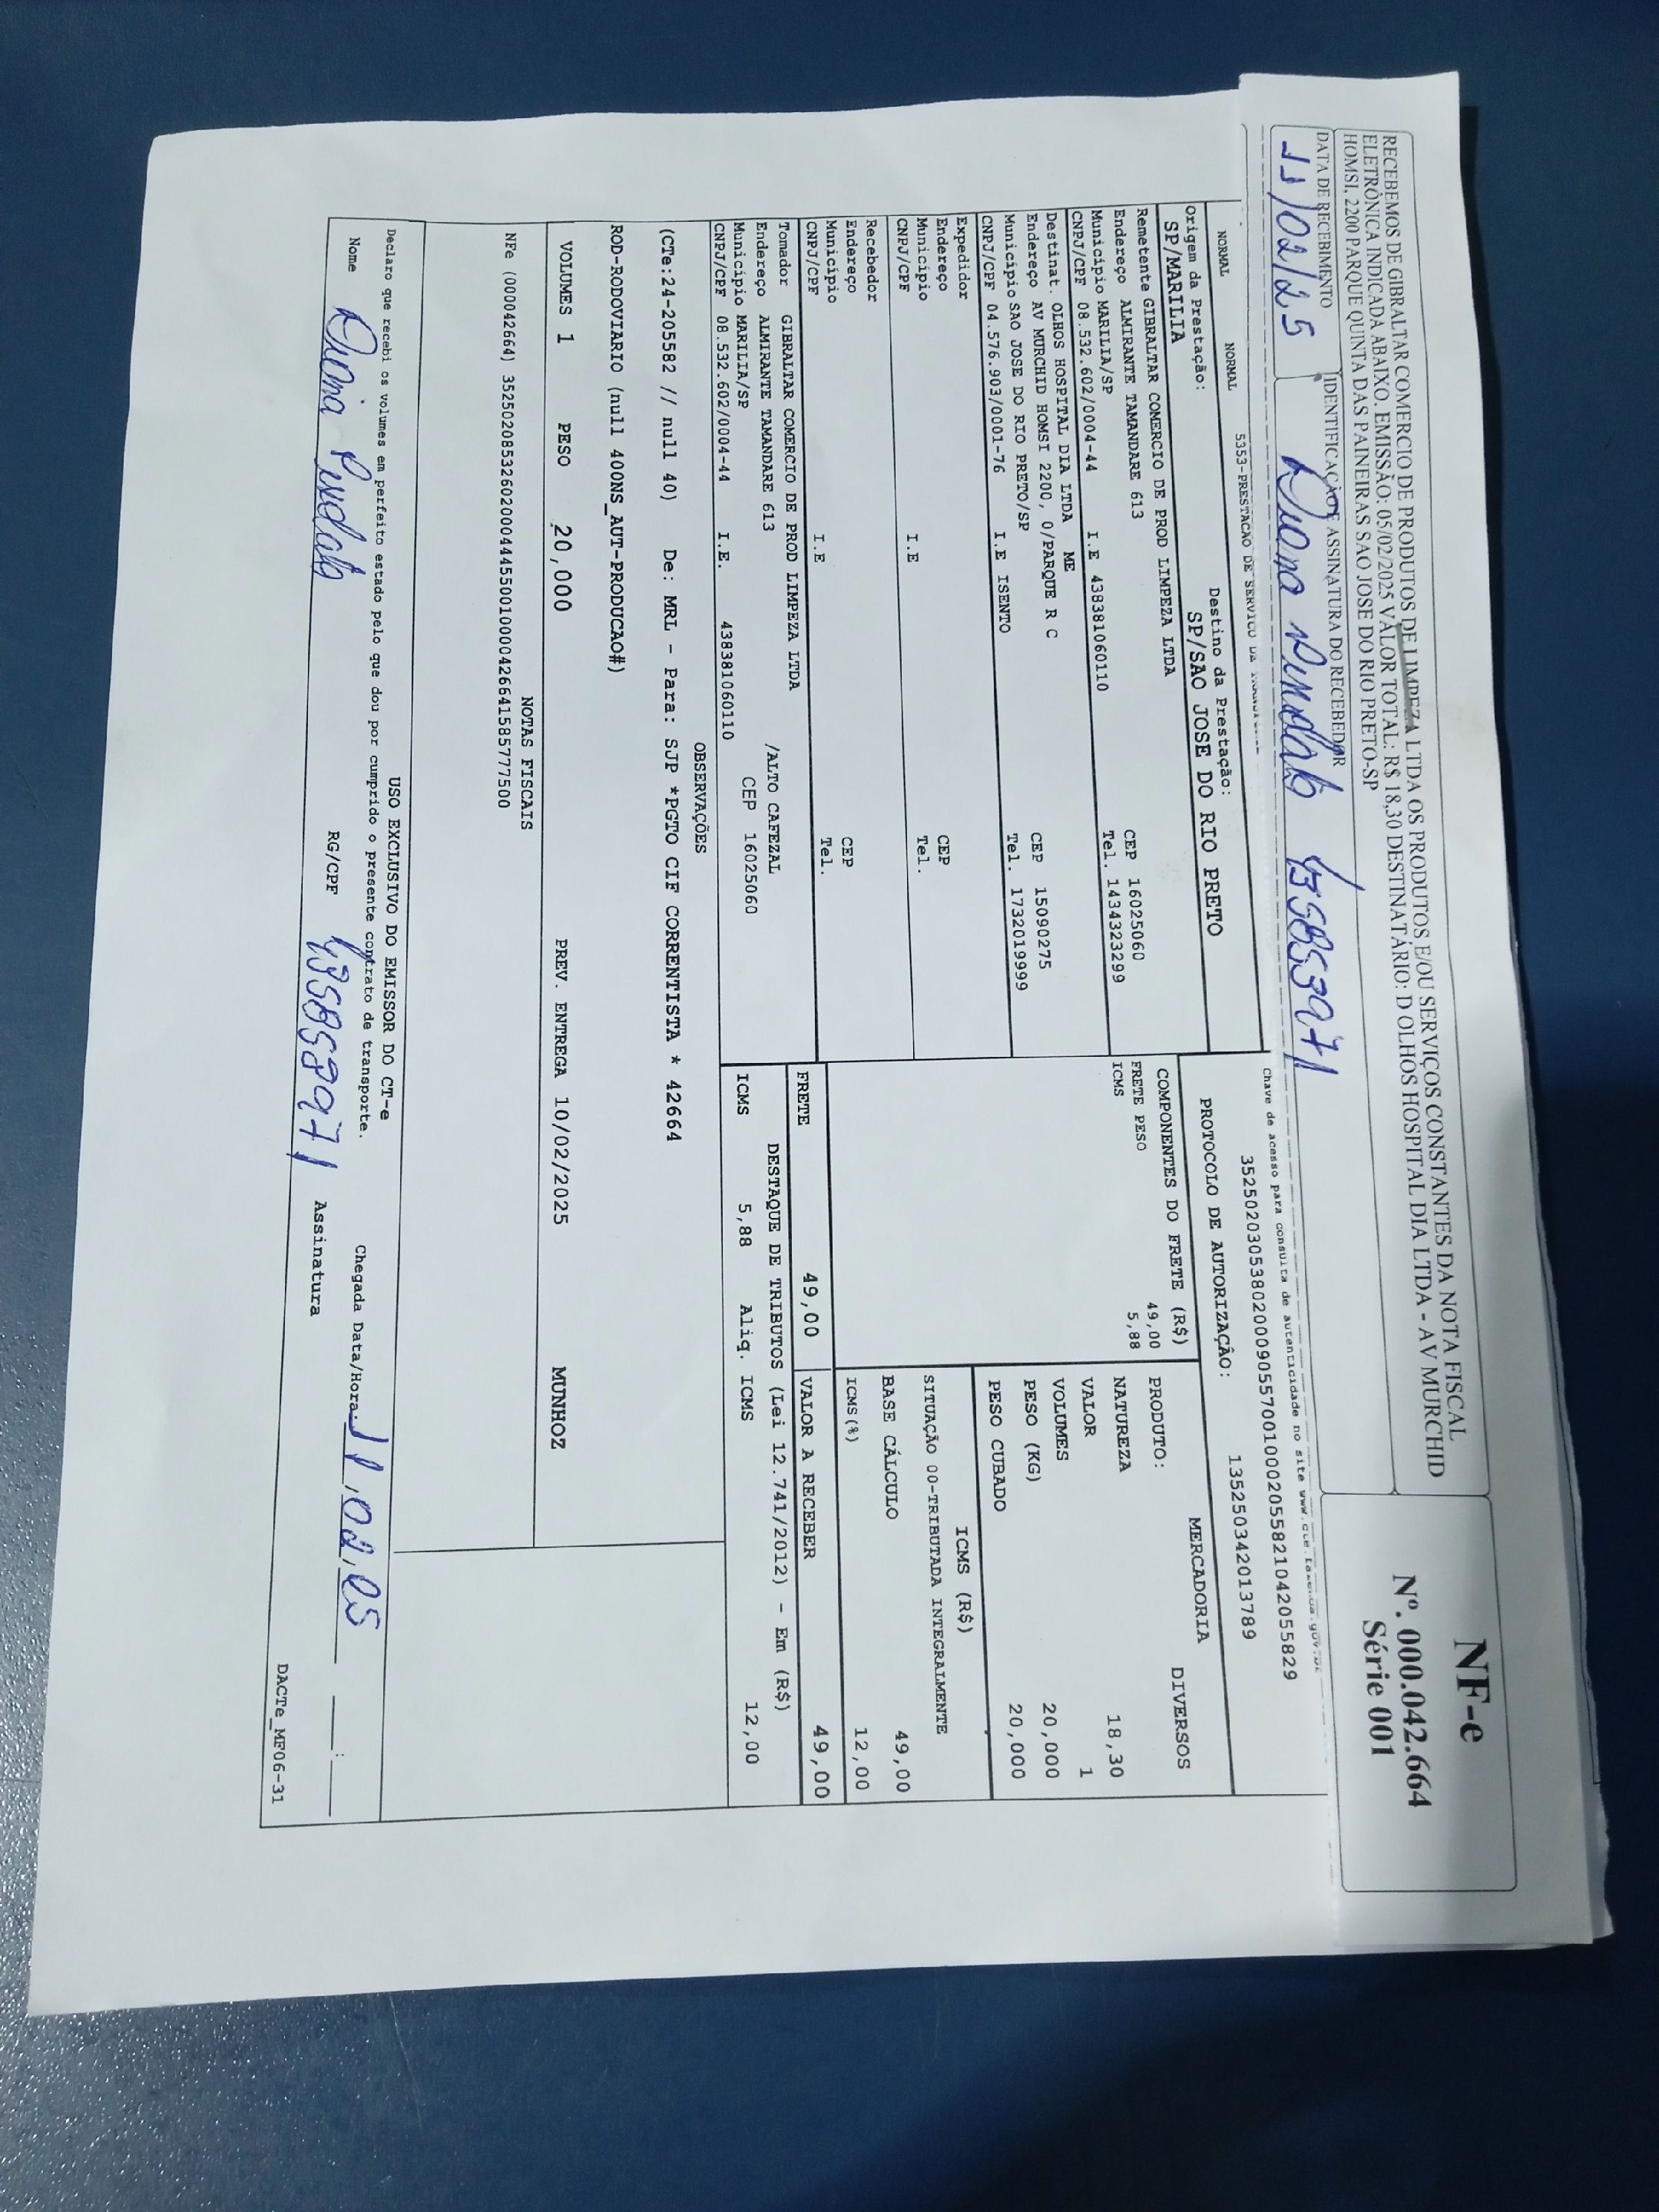 RECEBEMOS DE GIBRALTAR COMERCIO DE PRODUTOS DE LIMPEZA LTDA OS PRODUTOS E/OU SERVIÇOS CONSTANTES DA NOTA FISCAL
ELETRÔNICA INDICADA ABAIXO. EMISSÃO: 05/02/2025 VALOR TOTAL: R$ 18,30 DESTINATÁRIO: D OLHOS HOSPITAL DIA LTDA - AV MURCHID
HOMSI, 2200 PARQUE QUINTA DAS PAINEIRAS SAO JOSE DO RIO PRETO-SP
NF-e
Nº. 000.042.664
Série 001
DATA DE RECEBIMENTO
IDENTIFICAÇÃO E ASSINATURA DO RECEBEDOR
11/02/25
NORMAL NORMAL 5353-PRESTACAO DE SERVICO DE
Chave de acesso para consulta de autenticidade no site www.cte.fazenda.gov.br
35250203053802000905570010002055821042055829
Origem da Prestação:
SP/MARILIA
Destino da Prestação:
SP/SAO JOSE DO RIO PRETO
PROTOCOLO DE AUTORIZAÇÃO:
135250342013789
Remetente GIBRALTAR COMERCIO DE PROD LIMPEZA LTDA
Endereço ALMIRANTE TAMANDARE 613 CEP 16025060
Município MARILIA/SP Tel. 1434323299
CNPJ/CPF 08.532.602/0004-44 I.E 438381060110
Destinat. OLHOS HOSPITAL DIA LTDA ME
Endereço AV MURCHID HOMSI 2200, 0/PARQUE R C CEP 15090275
Município SAO JOSE DO RIO PRETO/SP Tel. 1732019999
CNPJ/CPF 04.576.903/0001-76 I.E ISENTO
Expedidor
Endereço CEP
Município Tel.
CNPJ/CPF I.E
Recebedor
Endereço CEP
Município Tel.
CNPJ/CPF I.E
Tomador GIBRALTAR COMERCIO DE PROD LIMPEZA LTDA
Endereço ALMIRANTE TAMANDARE 613 /ALTO CAFEZAL
Município MARILIA/SP CEP 16025060
CNPJ/CPF 08.532.602/0004-44 I.E. 438381060110
COMPONENTES DO FRETE (R$)
FRETE PESO 49,00
ICMS 5,88
MERCADORIA
PRODUTO: DIVERSOS
NATUREZA
VALOR 18,30
VOLUMES 1
PESO (KG) 20,000
PESO CUBADO 20,000
ICMS (R$)
SITUAÇÃO 00-TRIBUTADA INTEGRALMENTE
BASE CÁLCULO 49,00
ICMS(%) 12,00
FRETE 49,00
VALOR A RECEBER 49,00
DESTAQUE DE TRIBUTOS (Lei 12.741/2012) - Em (R$)
ICMS 5,88 Aliq. ICMS 12,00
OBSERVAÇÕES
(CTe:24-205582 // null 40) De: MRL - Para: SJP *PGTO CIF CORRENTISTA * 42664
ROD-RODOVIARIO (null 400NS_AUT-PRODUCAO#)
VOLUMES 1 PESO 20,000 PREV. ENTREGA 10/02/2025 MUNHOZ
NOTAS FISCAIS
NFe (00042664) 35250208532602000444550010000426641585777500
USO EXCLUSIVO DO EMISSOR DO CT-e
Declaro que recebi os volumes em perfeito estado pelo que dou por cumprido o presente contrato de transporte.
Chegada Data/Hora: 11,02,25 :
Nome RG/CPF Assinatura
DACTe_MF06-31